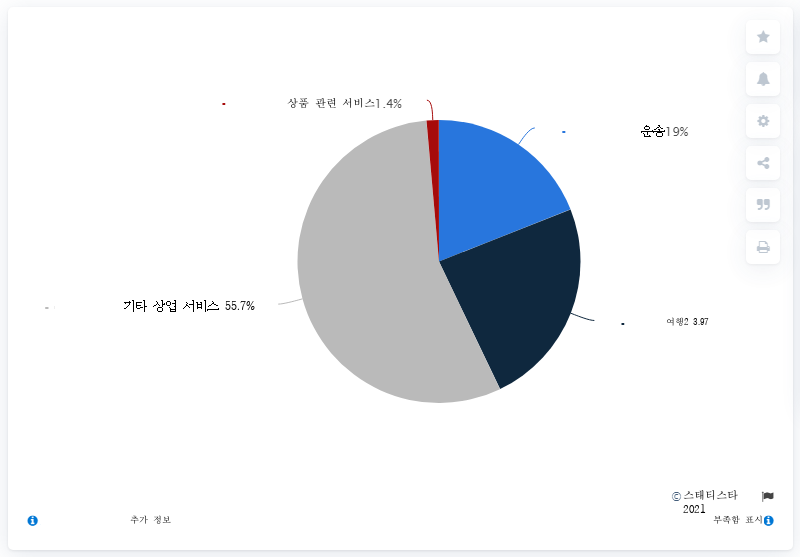 상품 관련 서비스1.4%
운송19%
기타 상업 서비스 55.7%
여행2 3.97
© 스태티스타
2021
추가 정보
부족함 표시